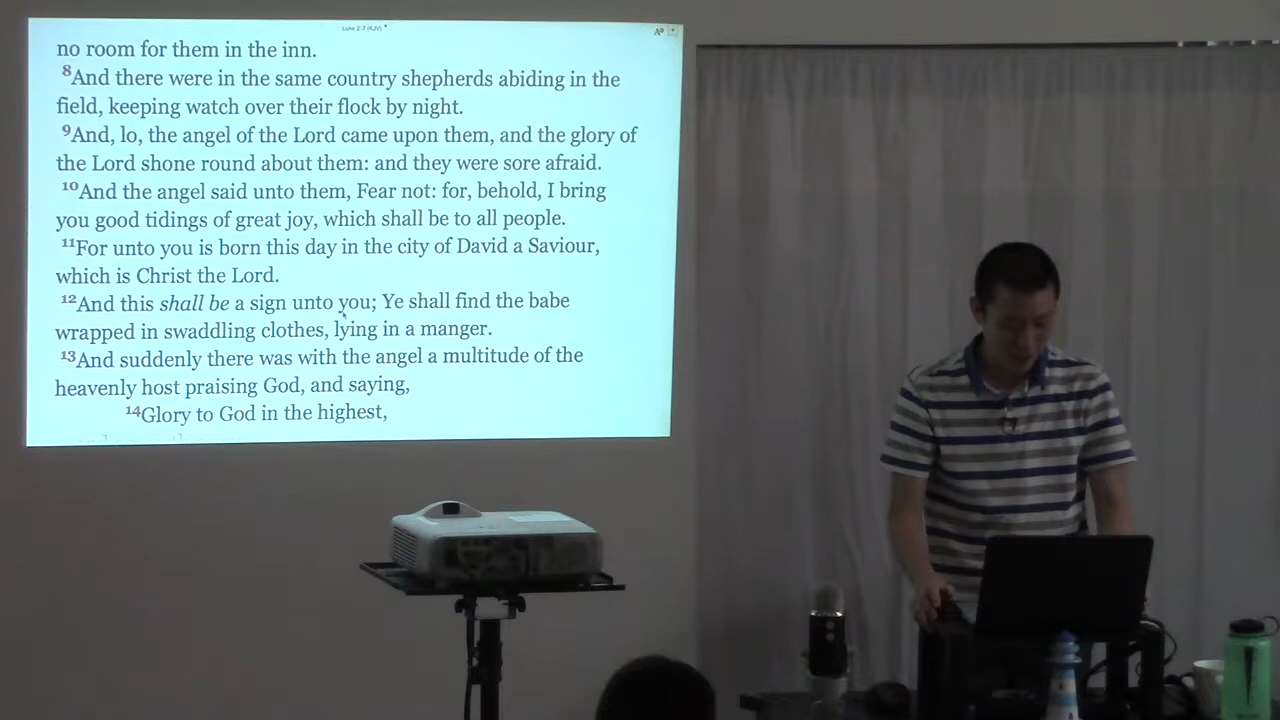 Luke 2:7 (KJV)
no room for them in the inn.
8And there were in the same country shepherds abiding in the
field, keeping watch over their flock by night.
9And, lo, the angel of the Lord came upon them, and the glory of
the Lord shone round about them: and they were sore afraid.
10And the angel said unto them, Fear not: for, behold, I bring
you good tidings of great joy, which shall be to all people.
11For unto you is born this day in the city of David a Saviour,
which is Christ the Lord.
12And this shall be a sign unto you; Ye shall find the babe
wrapped in swaddling clothes, lying in a manger.
13And suddenly there was with the angel a multitude of the
heavenly host praising God, and saying,
14Glory to God in the highest,